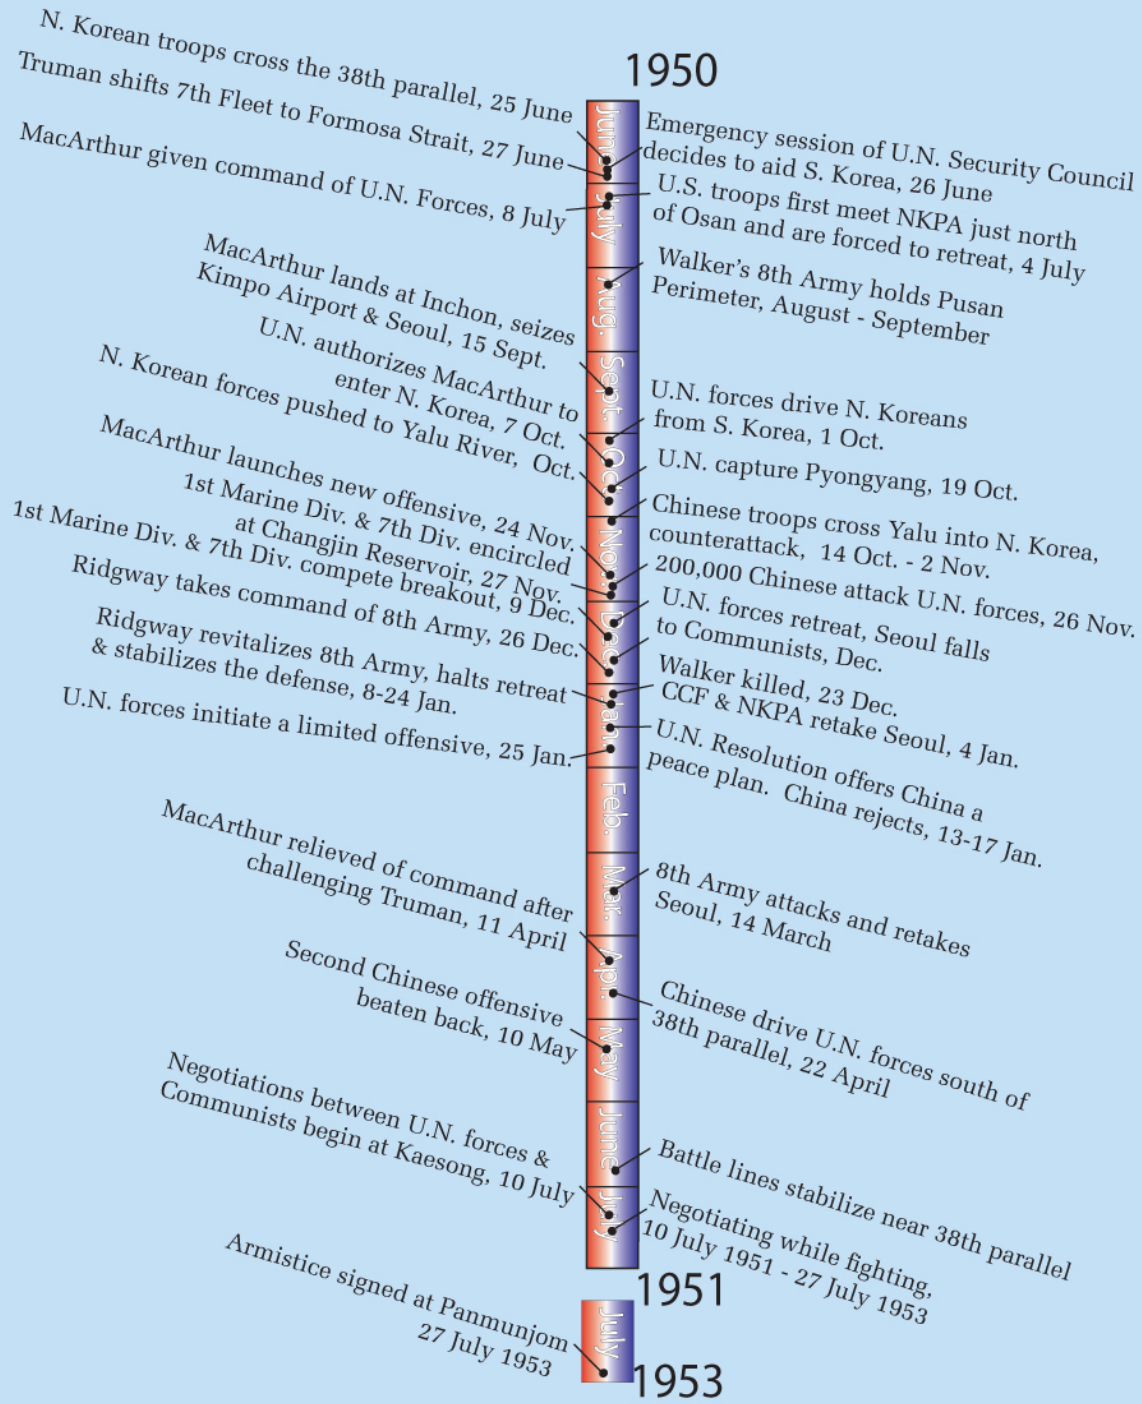 1950
N. Korean troops cross the 38th parallel, 25 June
Truman shifts 7th Fleet to Formosa Strait, 27 June
MacArthur given command of U.N. Forces, 8 July
MacArthur lands at Inchon, seizes
Kimpo Airport & Seoul, 15 Sept.
U.N. authorizes MacArthur to
enter N. Korea, 7 Oct.
N. Korean forces pushed to Yalu River, Oct.
MacArthur launches new offensive, 24 Nov.
1st Marine Div. & 7th Div. encircled
at Changjin Reservoir, 27 Nov.
1st Marine Div. & 7th Div. compete breakout, 9 Dec.
Ridgway takes command of 8th Army, 26 Dec.
Ridgway revitalizes 8th Army, halts retreat
& stabilizes the defense, 8-24 Jan.
U.N. forces initiate a limited offensive, 25 Jan.
MacArthur relieved of command after
challenging Truman, 11 April
Second Chinese offensive
beaten back, 10 May
Negotiations between U.N. forces &
Communists begin at Kaesong, 10 July
Armistice signed at Panmunjom
27 July 1953
June
July
Aug.
Sept.
Oct.
Nov.
Dec.
Jan.
Feb.
Mar.
Apr.
May
June
July
July
Emergency session of U.N. Security Council
decides to aid S. Korea, 26 June
U.S. troops first meet NKPA just north
of Osan and are forced to retreat, 4 July
Walker's 8th Army holds Pusan
Perimeter, August - September
U.N. forces drive N. Koreans
from S. Korea, 1 Oct.
U.N. capture Pyongyang, 19 Oct.
Chinese troops cross Yalu into N. Korea,
counterattack, 14 Oct. - 2 Nov.
200,000 Chinese attack U.N. forces, 26 Nov.
U.N. forces retreat, Seoul falls
to Communists, Dec.
Walker killed, 23 Dec.
CCF & NKPA retake Seoul, 4 Jan.
U.N. Resolution offers China a
peace plan. China rejects, 13-17 Jan.
8th Army attacks and retakes
Seoul, 14 March
Chinese drive U.N. forces south of
38th parallel, 22 April
Battle lines stabilize near 38th parallel
Negotiating while fighting,
10 July 1951 - 27 July 1953
1951
1953